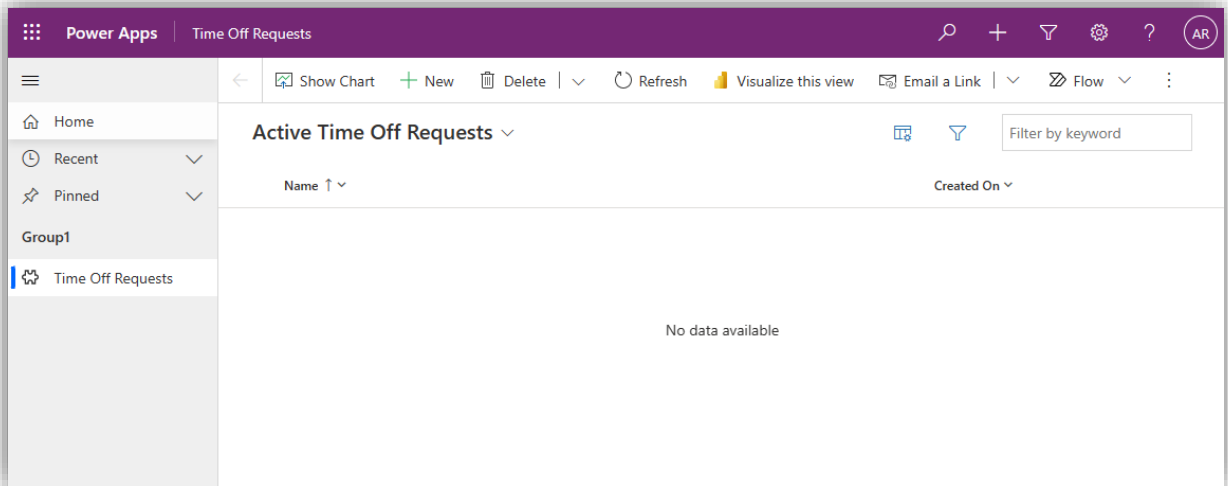 Power Apps Time Off Requests ? AR
Show Chart New Delete Refresh Visualize this view Email a Link Flow
Home
Recent
Pinned
Group1
Time Off Requests
Active Time Off Requests Filter by keyword
Name Created On
No data available